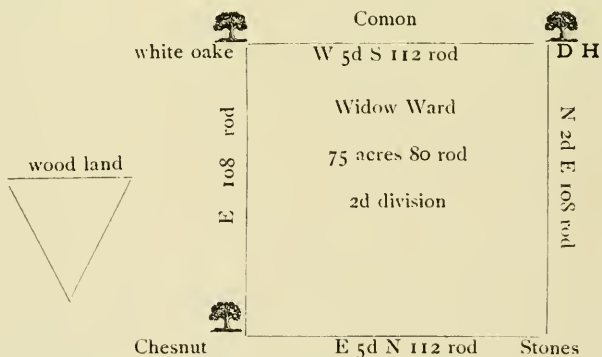 Comon
white oake W 5d S 112 rod D H
Widow Ward
75 acres 80 rod
2d division
E 108 rod
N 2d E 108 rod
wood land
Chesnut E 5d N 112 rod Stones